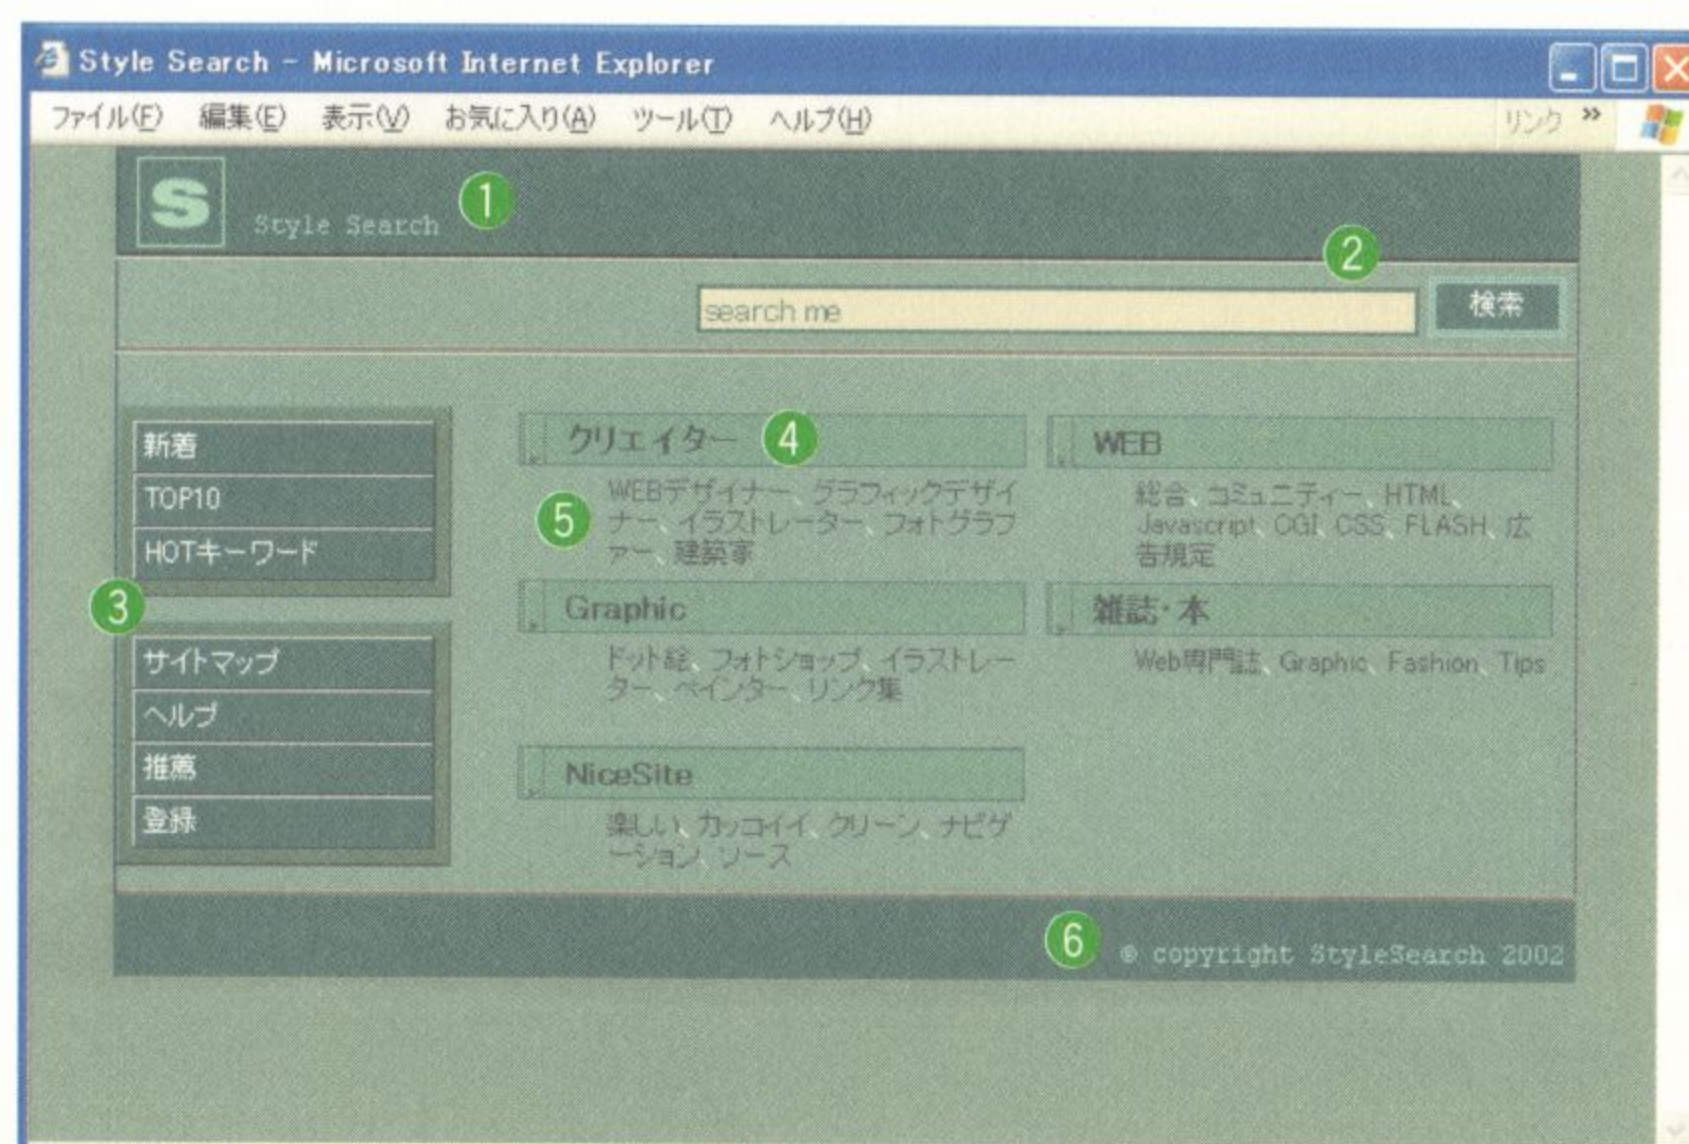 Style Search - Microsoft Internet Explorer
ファイル(F) 編集(E) 表示(V) お気に入り(A) ツール(T) ヘルプ(H) リンク »
S
Style Search
1
2
search me
検索
新着
TOP10
HOTキーワード
3
サイトマップ
ヘルプ
推薦
登録
クリエイター
4
5
WEBデザイナー、グラフィックデザイ
ナー、イラストレーター、フォトグラフ
ァー、建築家
WEB
総合、コミュニティー、HTML、
Javascript、CGI、CSS、FLASH、広
告規定
Graphic
ドット絵、フォトショップ、イラストレー
ター、ペインター、リンク集
雑誌・本
Web専門誌、Graphic、Fashion、Tips
NiceSite
楽しい、カッコイイ、クリーン、ナビゲ
ーション、ソース
6
© copyright StyleSearch 2002